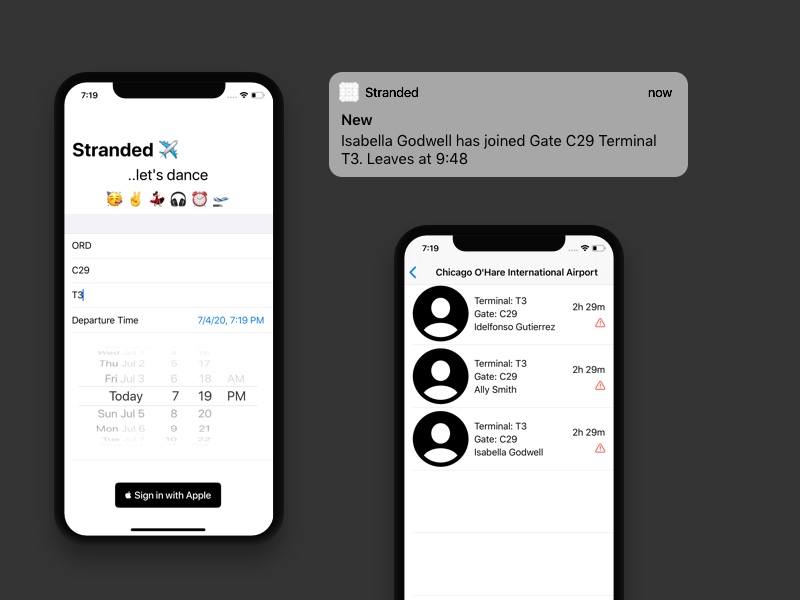 7:19
Stranded ✈️
..let's dance
🥳 ✌️ 💃 🎧 ⏰ 🛫
ORD
C29
T3
Departure Time 7/4/20, 7:19 PM
Wed Jul 1 4 16
Thu Jul 2 5 17
Fri Jul 3 6 18 AM
Today 7 19 PM
Sun Jul 5 8 20
Mon Jul 6 9 21
Tue Jul 7 10 22
Sign in with Apple
Stranded now
New
Isabella Godwell has joined Gate C29 Terminal
T3. Leaves at 9:48
7:19
Chicago O'Hare International Airport
Terminal: T3
Gate: C29
Idelfonso Gutierrez
2h 29m
Terminal: T3
Gate: C29
Ally Smith
2h 29m
Terminal: T3
Gate: C29
Isabella Godwell
2h 29m